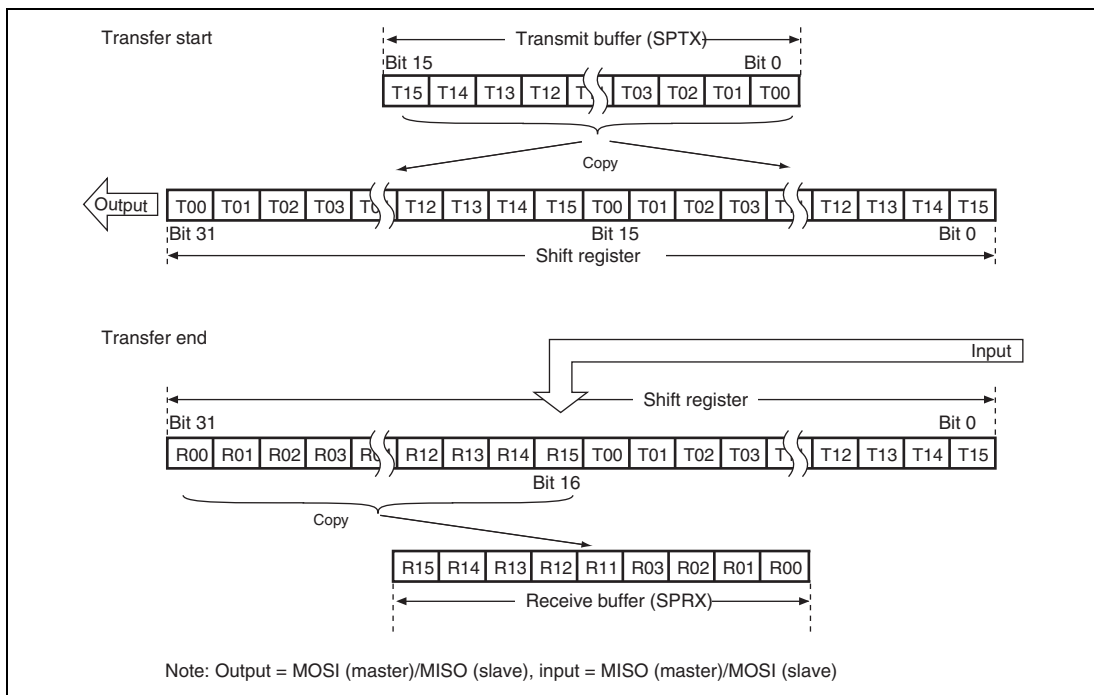 Transfer start
Transmit buffer (SPTX)
Bit 15 Bit 0
T15 T14 T13 T12 T03 T02 T01 T00
Copy
Output
T00 T01 T02 T03 T12 T13 T14 T15 T00 T01 T02 T03 T12 T13 T14 T15
Bit 31 Bit 15 Bit 0
Shift register
Transfer end
Input
Shift register
Bit 31 Bit 0
R00 R01 R02 R03 R12 R13 R14 R15 T00 T01 T02 T03 T12 T13 T14 T15
Bit 16
Copy
R15 R14 R13 R12 R11 R03 R02 R01 R00
Receive buffer (SPRX)
Note: Output = MOSI (master)/MISO (slave), input = MISO (master)/MOSI (slave)